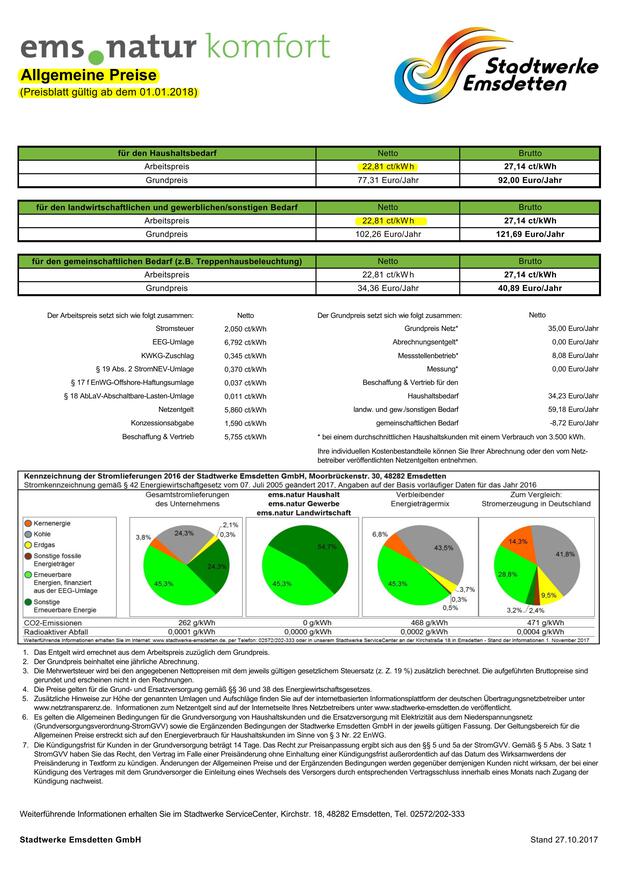 ems.natur komfort
Allgemeine Preise
(Preisblatt gültig ab dem 01.01.2018)
Stadtwerke
Emsdetten
für den Haushaltsbedarf Netto Brutto
Arbeitspreis 22,81 ct/kWh 27,14 ct/kWh
Grundpreis 77,31 Euro/Jahr 92,00 Euro/Jahr
für den landwirtschaftlichen und gewerblichen/sonstigen Bedarf Netto Brutto
Arbeitspreis 22,81 ct/kWh 27,14 ct/kWh
Grundpreis 102,26 Euro/Jahr 121,69 Euro/Jahr
für den gemeinschaftlichen Bedarf (z.B. Treppenhausbeleuchtung) Netto Brutto
Arbeitspreis 22,81 ct/kWh 27,14 ct/kWh
Grundpreis 34,36 Euro/Jahr 40,89 Euro/Jahr
Der Arbeitspreis setzt sich wie folgt zusammen: Netto
Stromsteuer 2,050 ct/kWh
EEG-Umlage 6,792 ct/kWh
KWKG-Zuschlag 0,345 ct/kWh
§ 19 Abs. 2 StromNEV-Umlage 0,370 ct/kWh
§ 17 f EnWG-Offshore-Haftungsumlage 0,037 ct/kWh
§ 18 AbLaV-Abschaltbare-Lasten-Umlage 0,011 ct/kWh
Netzentgelt 5,860 ct/kWh
Konzessionsabgabe 1,590 ct/kWh
Beschaffung & Vertrieb 5,755 ct/kWh
Der Grundpreis setzt sich wie folgt zusammen: Netto
Grundpreis Netz* 35,00 Euro/Jahr
Abrechnungsentgelt* 0,00 Euro/Jahr
Messstellenbetrieb* 8,08 Euro/Jahr
Messung* 0,00 Euro/Jahr
Beschaffung & Vertrieb für den
Haushaltsbedarf 34,23 Euro/Jahr
landw. und gew./sonstigen Bedarf 59,18 Euro/Jahr
gemeinschaftlichen Bedarf -8,72 Euro/Jahr
* bei einem durchschnittlichen Haushaltskunden mit einem Verbrauch von 3.500 kWh.
Ihre individuellen Kostenbestandteile können Sie Ihrer Abrechnung oder den vom Netz-
betreiber veröffentlichten Netzentgelten entnehmen.
Kennzeichnung der Stromlieferungen 2016 der Stadtwerke Emsdetten GmbH, Moorbrückenstr. 30, 48282 Emsdetten
Stromkennzeichnung gemäß § 42 Energiewirtschaftsgesetz vom 07. Juli 2005 geändert 2017. Angaben auf der Basis vorläufiger Daten für das Jahr 2016
Gesamtstromlieferungen
des Unternehmens
ems.natur Haushalt
ems.natur Gewerbe
ems.natur Landwirtschaft
Verbleibender
Energieträgermix
Zum Vergleich:
Stromerzeugung in Deutschland
Kernenergie
Kohle
Erdgas
Sonstige fossile
Energieträger
Erneuerbare
Energien, finanziert
aus der EEG-Umlage
Sonstige
Erneuerbare Energie
3,8% 24,3% 2,1% 0,3% 24,3% 45,3%
54,7% 45,3%
6,8% 43,5% 3,7% 0,3% 0,5% 45,3%
14,3% 41,8% 9,5% 2,4% 3,2% 28,8%
CO2-Emissionen 262 g/kWh 0 g/kWh 468 g/kWh 471 g/kWh
Radioaktiver Abfall 0,0001 g/kWh 0,0000 g/kWh 0,0002 g/kWh 0,0004 g/kWh
Weiterführende Informationen erhalten Sie im Internet: www.stadtwerke-emsdetten.de, per Telefon: 02572/202-333 oder in unserem Stadtwerke ServiceCenter an der Kirchstraße 18 in Emsdetten - Stand der Informationen 1. November 2017
1. Das Entgelt wird errechnet aus dem Arbeitspreis zuzüglich dem Grundpreis.
2. Der Grundpreis beinhaltet eine jährliche Abrechnung.
3. Die Mehrwertsteuer wird bei den angegebenen Nettopreisen mit dem jeweils gültigen gesetzlichem Steuersatz (z. Z. 19 %) zusätzlich berechnet. Die aufgeführten Bruttopreise sind
gerundet und erscheinen nicht in den Rechnungen.
4. Die Preise gelten für die Grund- und Ersatzversorgung gemäß §§ 36 und 38 des Energiewirtschaftsgesetzes.
5. Zusätzliche Hinweise zur Höhe der genannten Umlagen und Aufschläge finden Sie auf der gemeinsamen Internetinformationsplattform der deutschen Übertragungsnetzbetreiber unter
www.netztransparenz.de. Informationen zum Netzentgelt sind auf der Internetseite Ihres Netzbetreibers unter www.stadtwerke-emsdetten.de veröffentlicht.
6. Es gelten die Allgemeinen Bedingungen für die Grundversorgung von Haushaltskunden und die Ersatzversorgung mit Elektrizität aus dem Niederspannungsnetz
(Grundversorgungsverordnung-StromGVV) sowie die Ergänzenden Bedingungen der Stadtwerke Emsdetten GmbH in der jeweils gültigen Fassung. Der Geltungsbereich für die
Allgemeinen Preise erstreckt sich auf den Energieverbrauch für Haushaltskunden im Sinne von § 3 Nr. 22 EnWG.
7. Die Kündigungsfrist für Kunden in der Grundversorgung beträgt 14 Tage. Das Recht zur Preisanpassung ergibt sich aus den §§ 5 und 5a der StromGVV. Gemäß § 5 Abs. 3 Satz 1
StromGVV haben Sie das Recht, den Vertrag im Falle einer Preisänderung ohne Einhaltung einer Kündigungsfrist außerordentlich auf das Datum des Wirksamwerdens der
Preisänderung in Textform zu kündigen. Änderungen der Allgemeinen Preise und der Ergänzenden Bedingungen werden gegenüber demjenigen Kunden nicht wirksam, der bei einer
Kündigung des Vertrages mit dem Grundversorger die Einleitung eines Wechsels des Versorgers durch entsprechenden Vertragsschluss innerhalb eines Monats nach Zugang der
Kündigung nachweist.
Weiterführende Informationen erhalten Sie im Stadtwerke ServiceCenter, Kirchstr. 18, 48282 Emsdetten, Tel. 02572/202-333
Stadtwerke Emsdetten GmbH Stand 27.10.2017